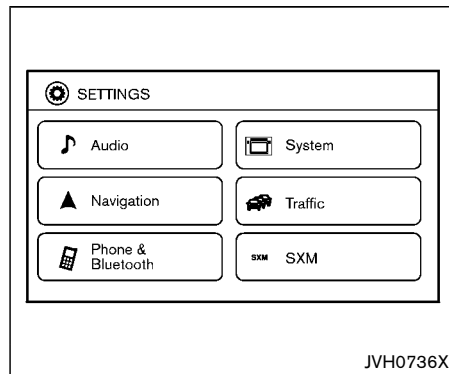 SETTINGS
Audio
System
Navigation
Traffic
Phone &
Bluetooth
SXM SXM
JVH0736X